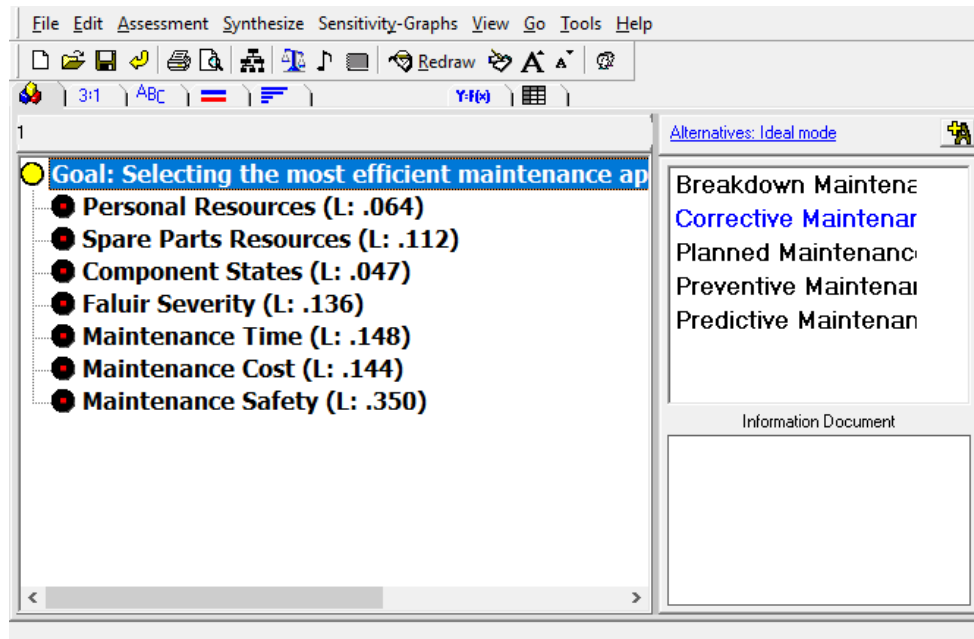 File Edit Assessment Synthesize Sensitivity-Graphs View Go Tools Help
Redraw A A
3:1 ABC Y=F(x)
1
Alternatives: Ideal mode
Goal: Selecting the most efficient maintenance ap
Personal Resources (L: .064)
Spare Parts Resources (L: .112)
Component States (L: .047)
Faluir Severity (L: .136)
Maintenance Time (L: .148)
Maintenance Cost (L: .144)
Maintenance Safety (L: .350)
Breakdown Maintena
Corrective Maintenar
Planned Maintenanc
Preventive Maintenai
Predictive Maintenan
Information Document